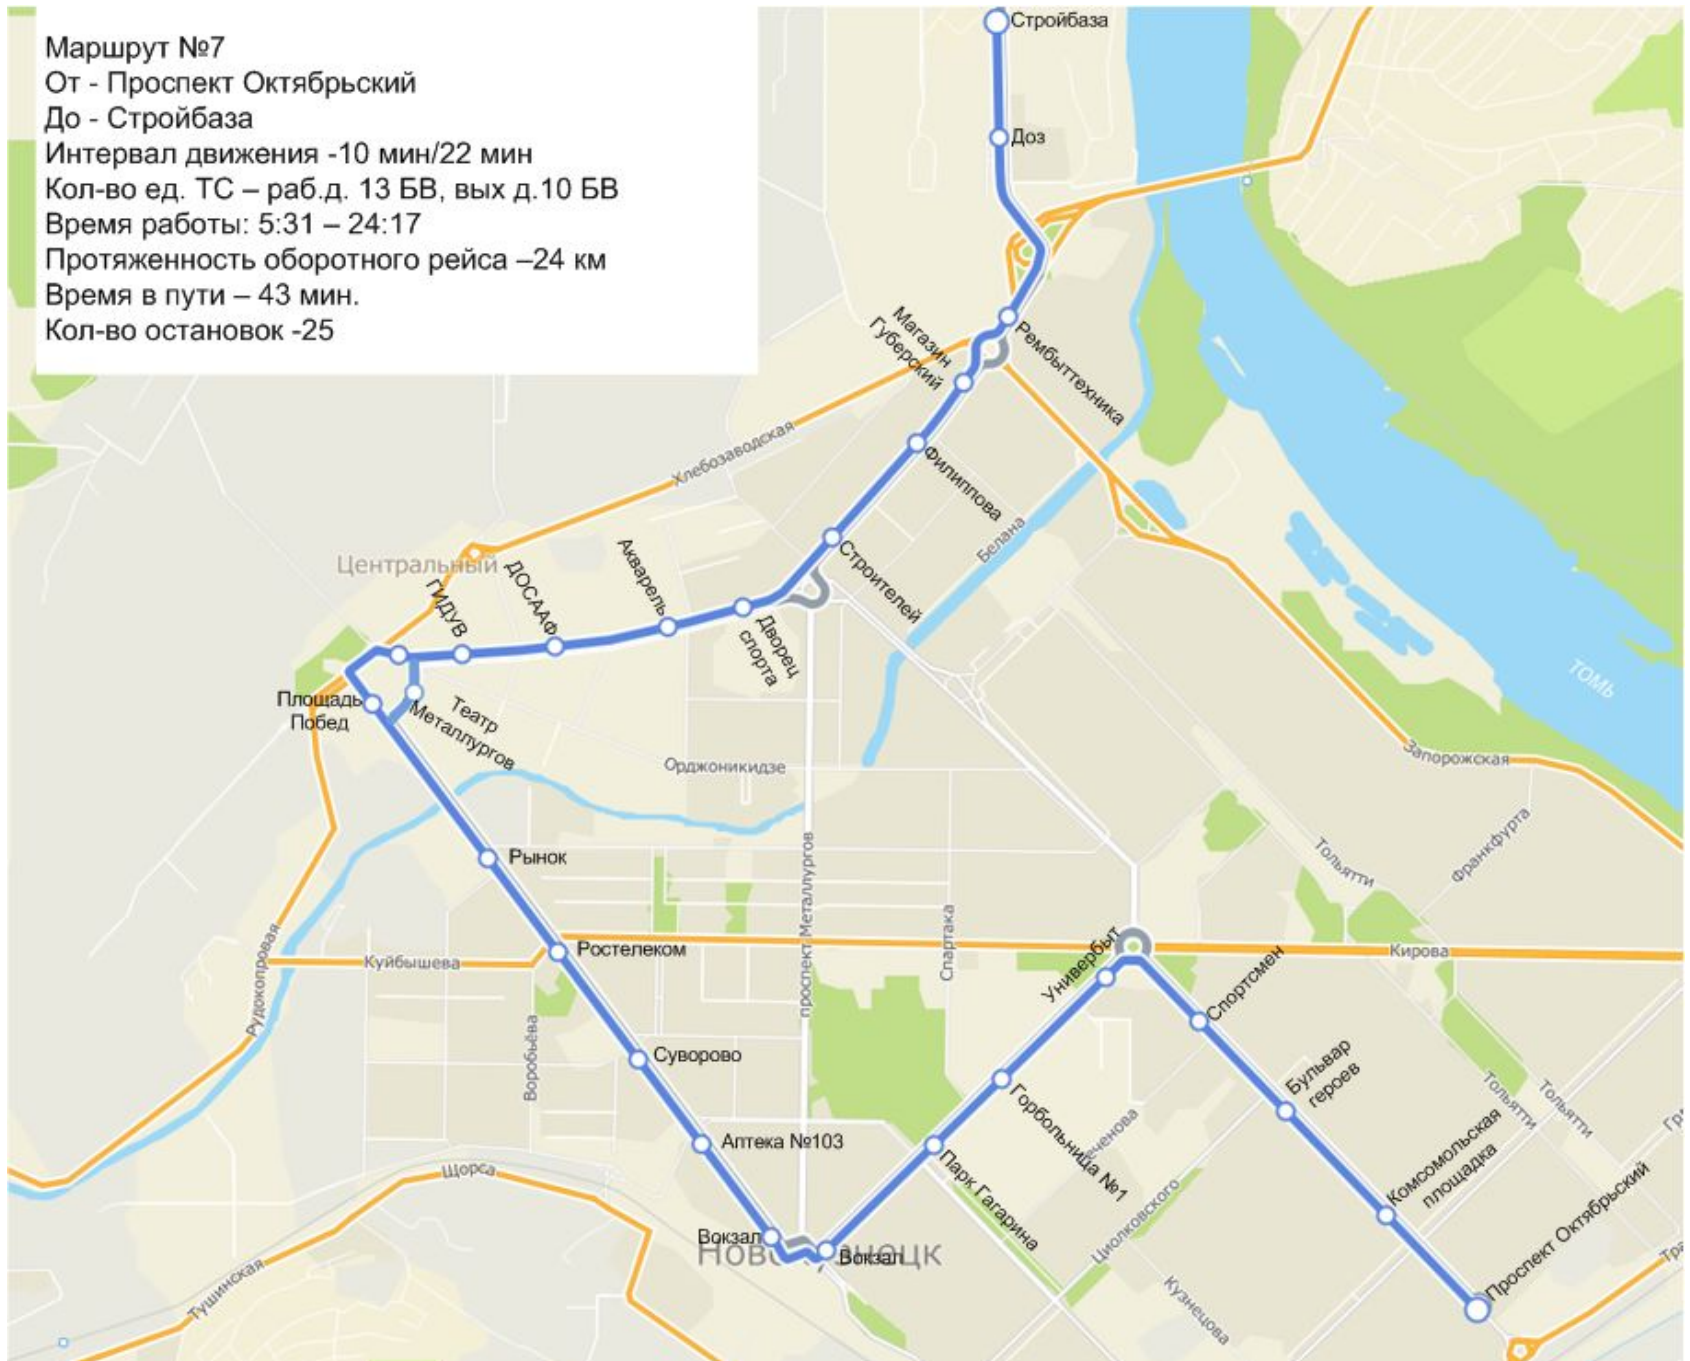 Маршрут №7
От - Проспект Октябрьский
До - Стройбаза
Интервал движения -10 мин/22 мин
Кол-во ед. ТС – раб.д. 13 БВ, вых д.10 БВ
Время работы: 5:31 – 24:17
Протяженность оборотного рейса –24 км
Время в пути – 43 мин.
Кол-во остановок -25
Стройбаза
Доз
Рембыттехника
Магазин
Губерский
Филиппова
Хлебозаводская
Строителей
Белана
Центральный
ГИДУВ
ДОСААФ
Акварель
Дворец
спорта
Площадь
Побед
Театр
Металлургов
ТОМЬ
Орджоникидзе
Запорожская
Рынок
проспект Металлургов
Тольятти
Франкфурта
Ростелеком
Куйбышева
Рудокопровая
Спартака
Универбыт
Кирова
Спортсмен
Воробьёва
Суворово
Бульвар
героев
Горбольница №1
Тольятти
Тольятти
Аптека №103
Парк Гагарина
Комсомольская
площадка
Щорса
Циолковского
Проспект Октябрьский
Вокзал
Вокзал
Тушинская
Кузнецова